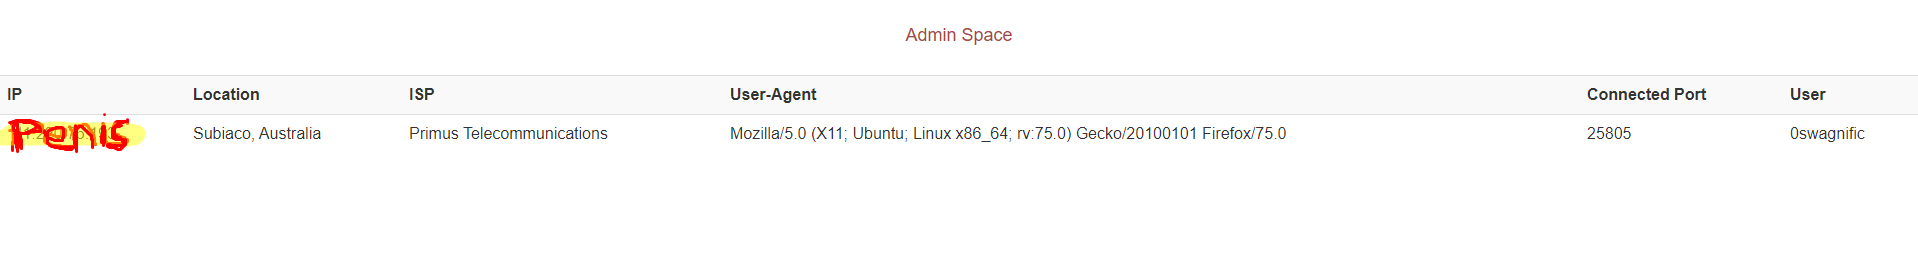 Admin Space
IP Location ISP User-Agent Connected Port User
Penis Subiaco, Australia Primus Telecommunications Mozilla/5.0 (X11; Ubuntu; Linux x86_64; rv:75.0) Gecko/20100101 Firefox/75.0 25805 0swagnific